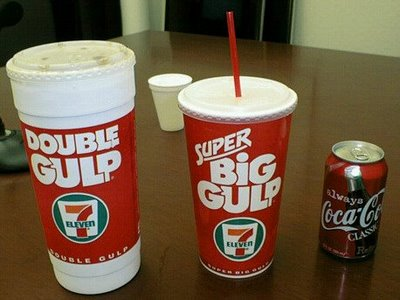 DOUBLE
GULP
7
ELEVEN
DOUBLE GULP
SUPER
BIG
GULP
7
ELEVEN
SUPER BIG GULP
always
Coca-Co
CLASSIC